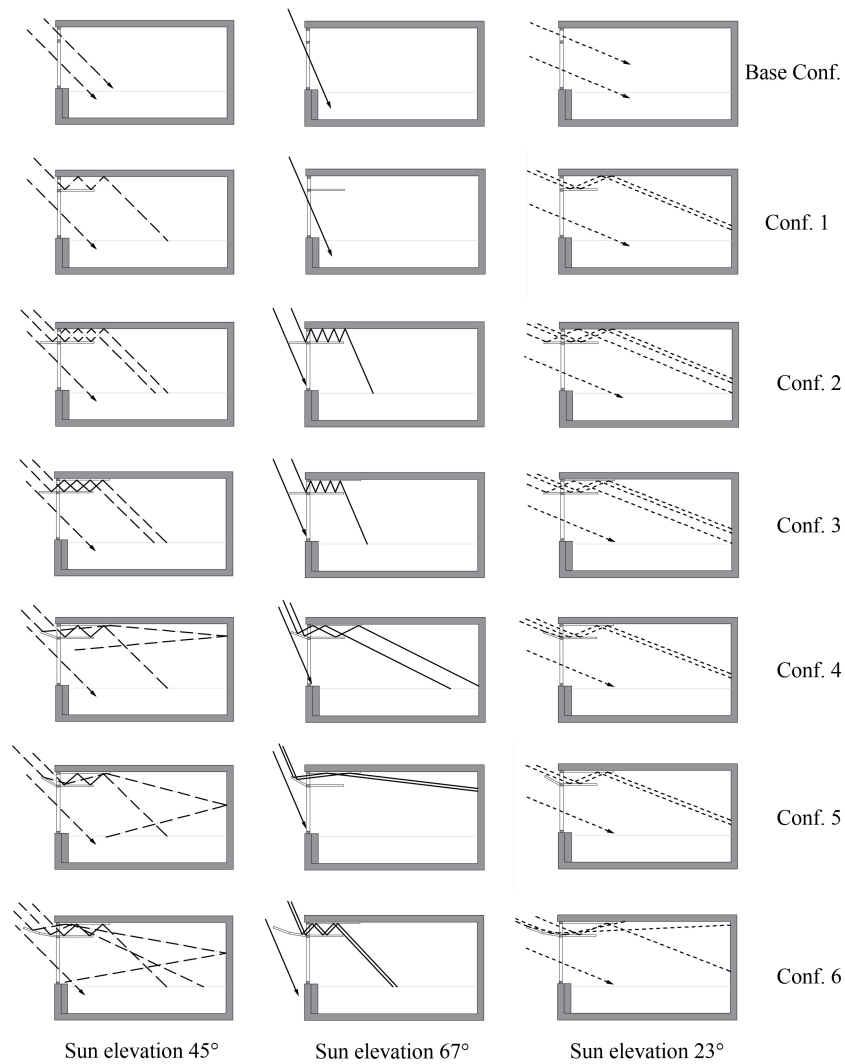 Base Conf.
Conf. 1
Conf. 2
Conf. 3
Conf. 4
Conf. 5
Conf. 6
Sun elevation 45° Sun elevation 67° Sun elevation 23°